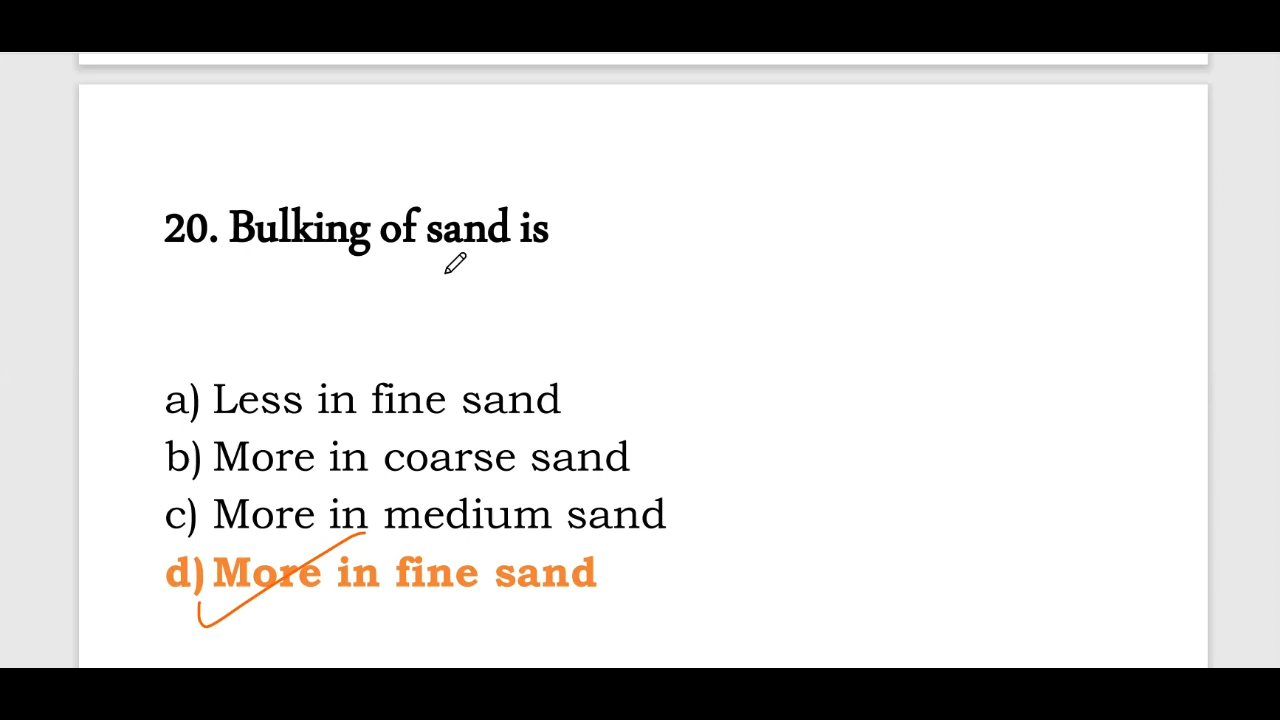 20. Bulking of sand is
a) Less in fine sand
b) More in coarse sand
c) More in medium sand
d) More in fine sand